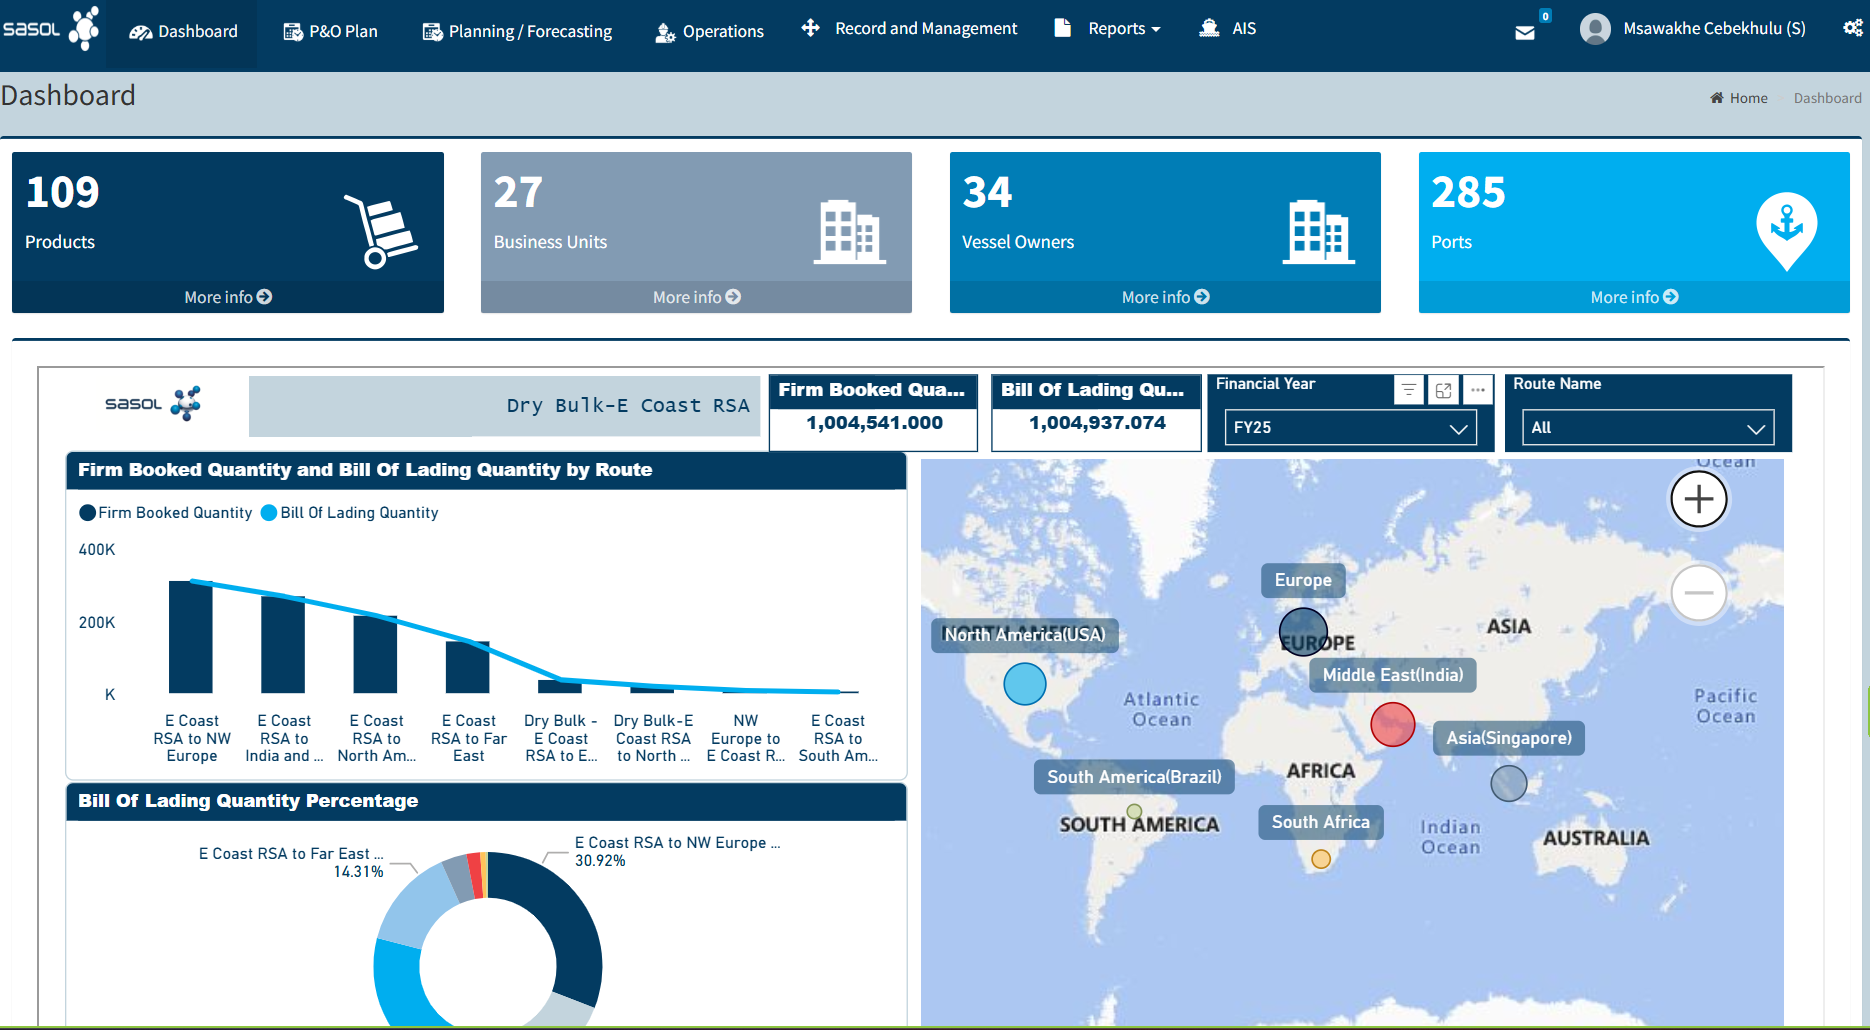 sasol
Dashboard
P&O Plan
Planning / Forecasting
Operations
Record and Management
Reports
AIS
0
Msawakhe Cebekhulu (S)
Dashboard
Home
Dashboard
109
Products
More info
27
Business Units
More info
34
Vessel Owners
More info
285
Ports
More info
sasol
Dry Bulk-E Coast RSA
Firm Booked Qua...
1,004,541.000
Bill Of Lading Qu...
1,004,937.074
Financial Year
FY25
Route Name
All
Firm Booked Quantity and Bill Of Lading Quantity by Route
Firm Booked Quantity
Bill Of Lading Quantity
400K
200K
K
E Coast
RSA to NW
Europe
E Coast
RSA to
India and ...
E Coast
RSA to
North Am...
E Coast
RSA to Far
East
Dry Bulk -
E Coast
RSA to E...
Dry Bulk-E
Coast RSA
to North ...
NW
Europe to
E Coast R...
E Coast
RSA to
South Am...
Bill Of Lading Quantity Percentage
E Coast RSA to Far East ...
14.31%
E Coast RSA to NW Europe ...
30.92%
Ocean
Europe
EUROPE
ASIA
NORTH AMERICA
North America(USA)
Middle East(India)
Atlantic
Ocean
Pacific
Ocean
Asia(Singapore)
South America(Brazil)
AFRICA
SOUTH AMERICA
South Africa
Indian
Ocean
AUSTRALIA